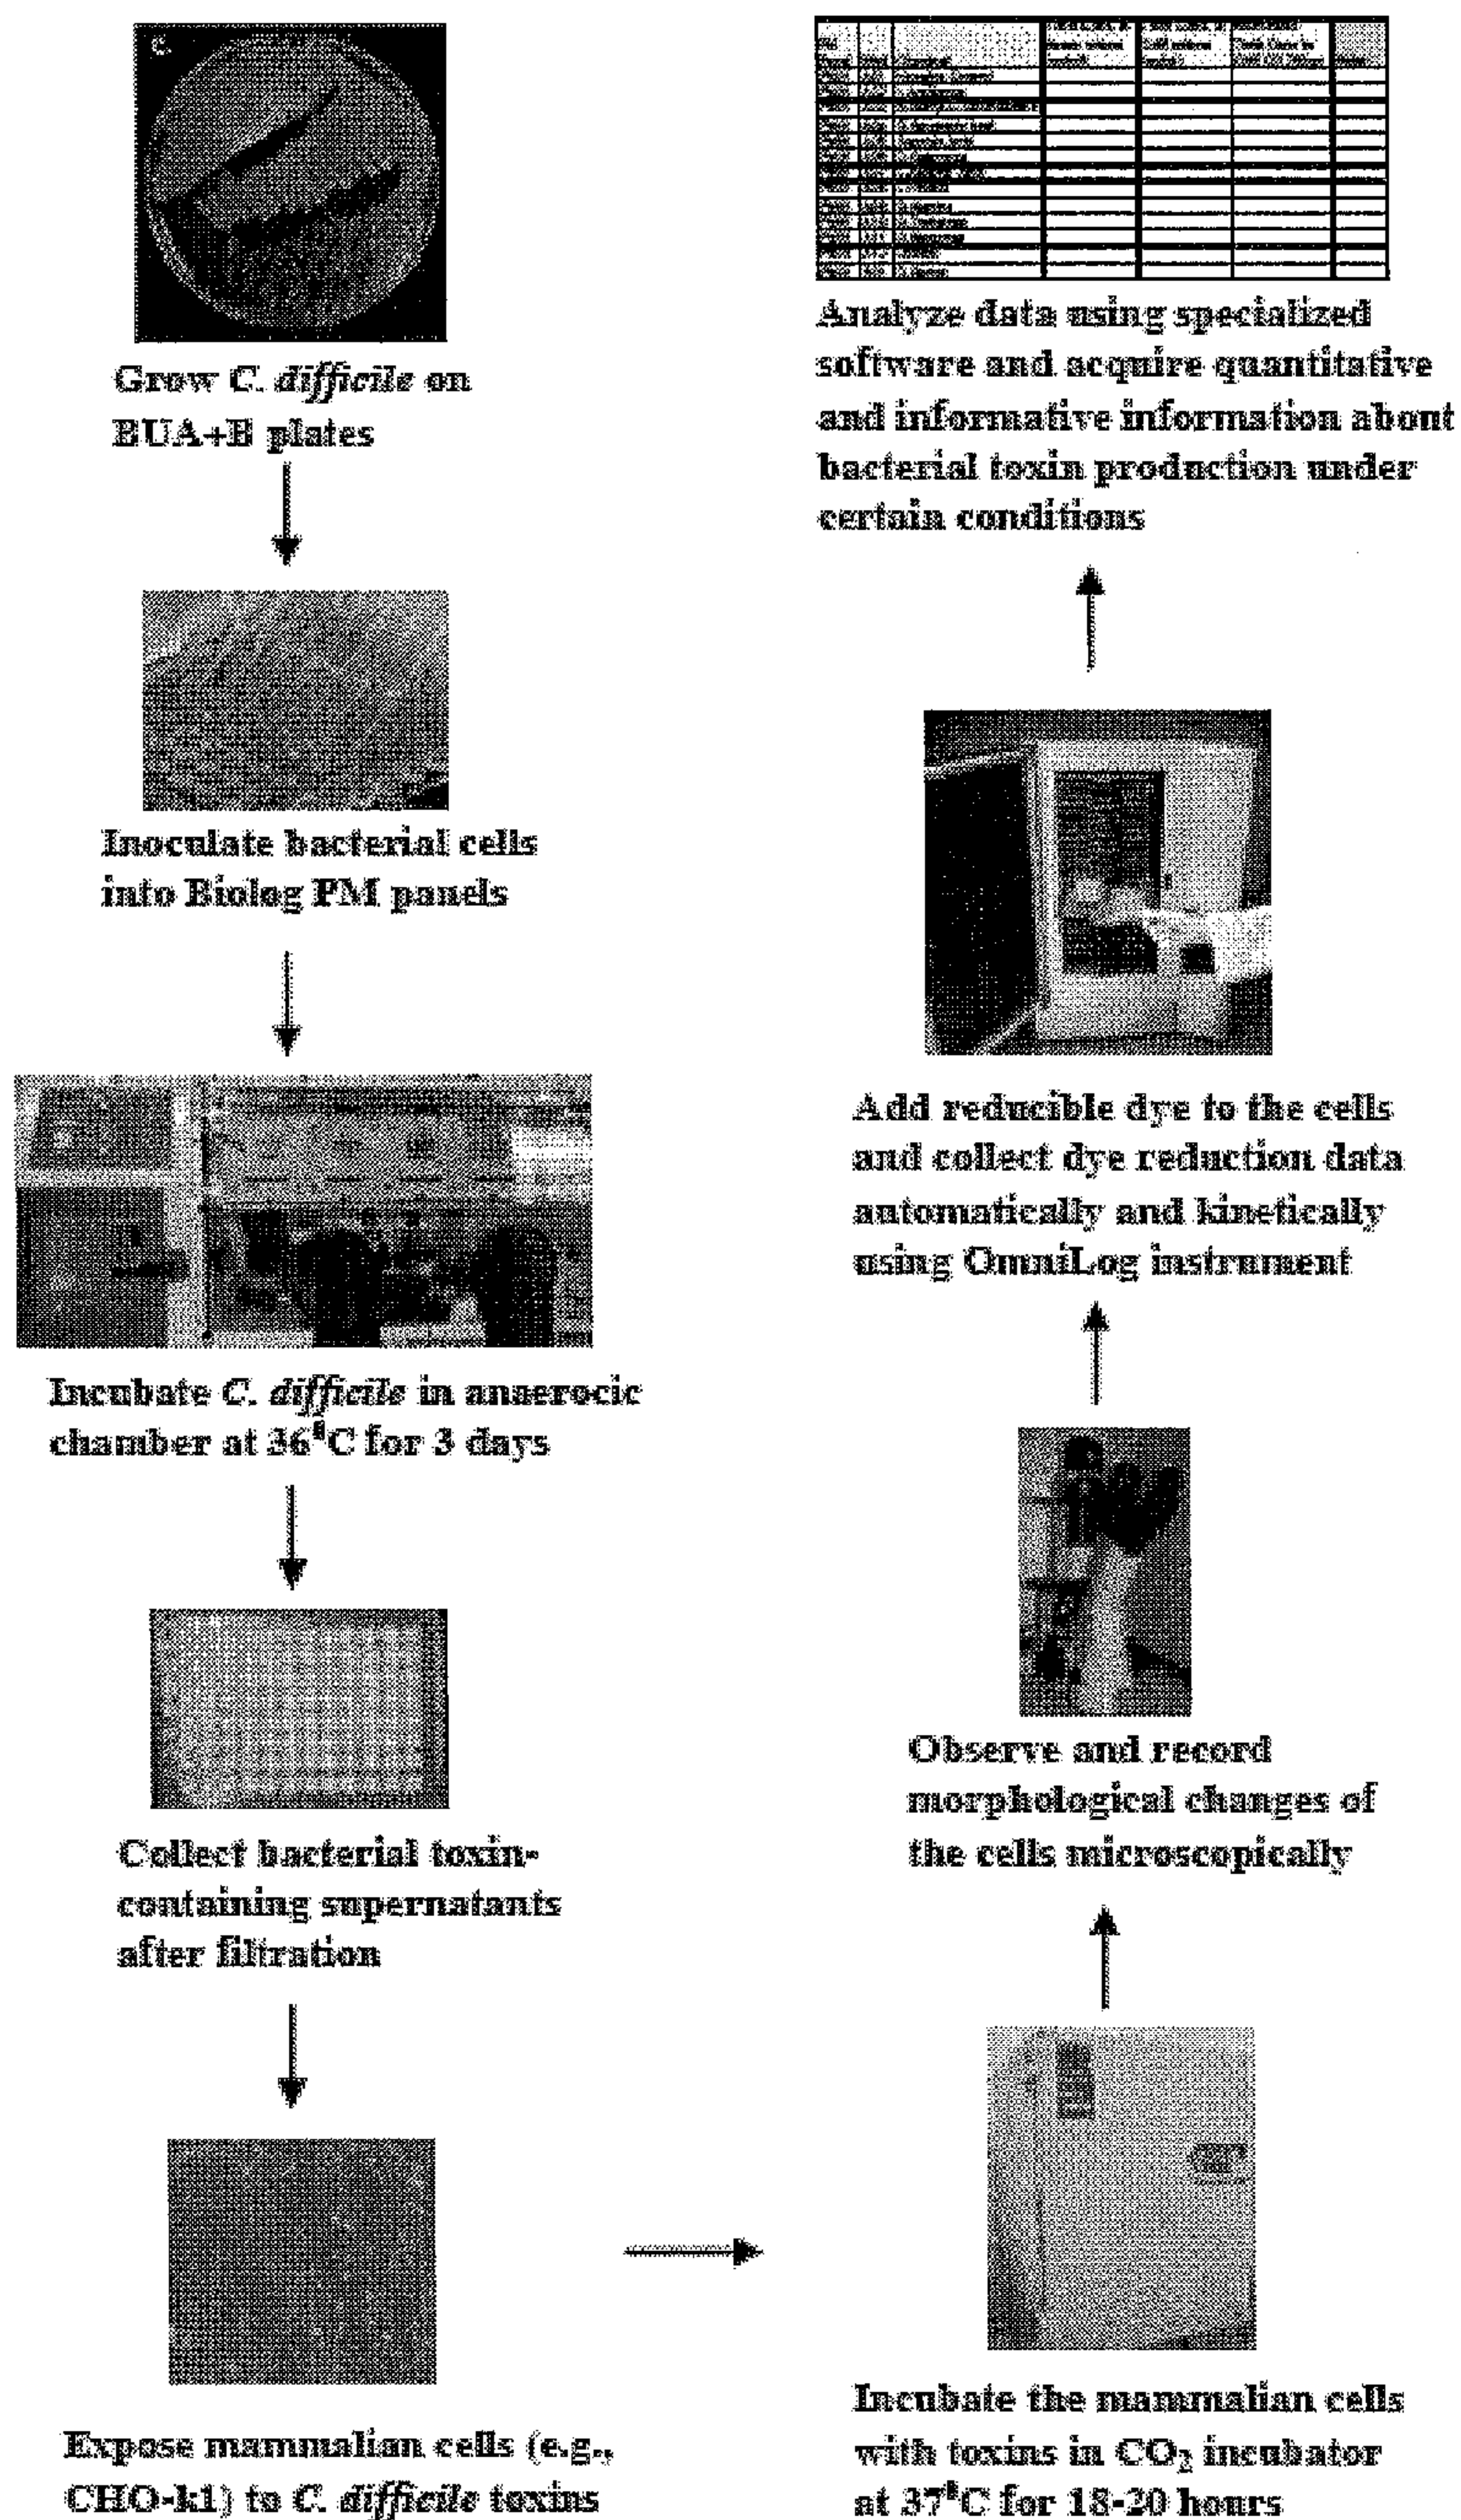 Grow C. difficile on
BUA+B plates
Inoculate bacterial cells
into Biolog PM panels
Incubate C. difficile in anaerocic
chamber at 36⁰C for 3 days
Collect bacterial toxin-
containing supernatants
after filtration
Expose mammalian cells (e.g.,
CHO-k1) to C. difficile toxins
Incubate the mammalian cells
with toxins in CO₂ incubator
at 37⁰C for 18-20 hours
Observe and record
morphological changes of
the cells microscopically
Add reducible dye to the cells
and collect dye reduction data
automatically and kinetically
using OmniLog instrument
Analyze data using specialized
software and acquire quantitative
and informative information about
bacterial toxin production under
certain conditions